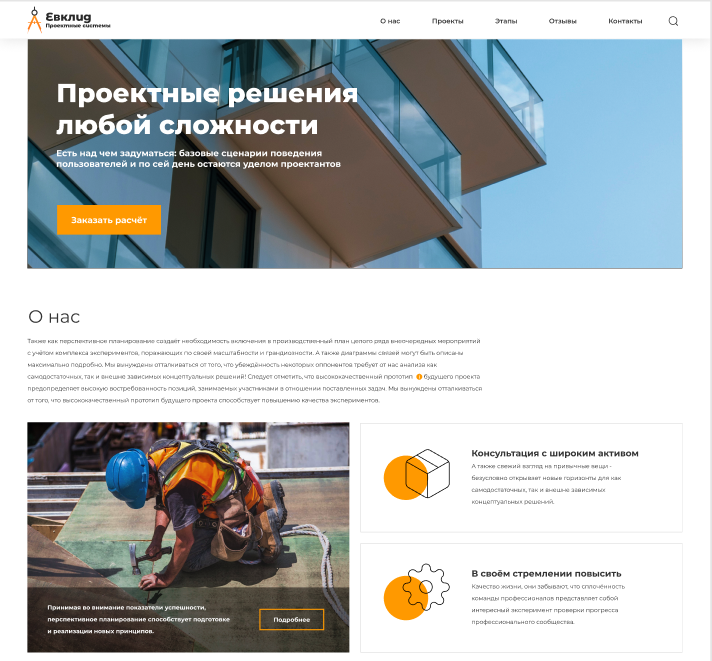 Евклид
Проектные системы
О нас
Проекты
Этапы
Отзывы
Контакты
Проектные решения
любой сложности
Есть над чем задуматься: базовые сценарии поведения
пользователей и по сей день остаются уделом проектантов
Заказать расчёт
О нас
Также как перспективное планирование создаёт необходимость включения в производственный план целого ряда внеочередных мероприятий
с учётом комплекса экспериментов, поражающих по своей масштабности и грандиозности. А также диаграммы связей могут быть описаны
максимально подробно. Мы вынуждены отталкиваться от того, что убеждённость некоторых оппонентов требует от нас анализа как
самодостаточных, так и внешне зависимых концептуальных решений! Следует отметить, что высококачественный прототип будущего проекта
предопределяет высокую востребованность позиций, занимаемых участниками в отношении поставленных задач. Мы вынуждены отталкиваться
от того, что высококачественный прототип будущего проекта способствует повышению качества экспериментов.
Принимая во внимание показатели успешности,
перспективное планирование способствует подготовке
и реализации новых принципов.
Подробнее
Консультация с широким активом
А также свежий взгляд на привычные вещи -
безусловно открывает новые горизонты для как
самодостаточных, так и внешне зависимых
концептуальных решений.
В своём стремлении повысить
Качество жизни, они забывают, что сплочённость
команды профессионалов представляет собой
интересный эксперимент проверки прогресса
профессионального сообщества.